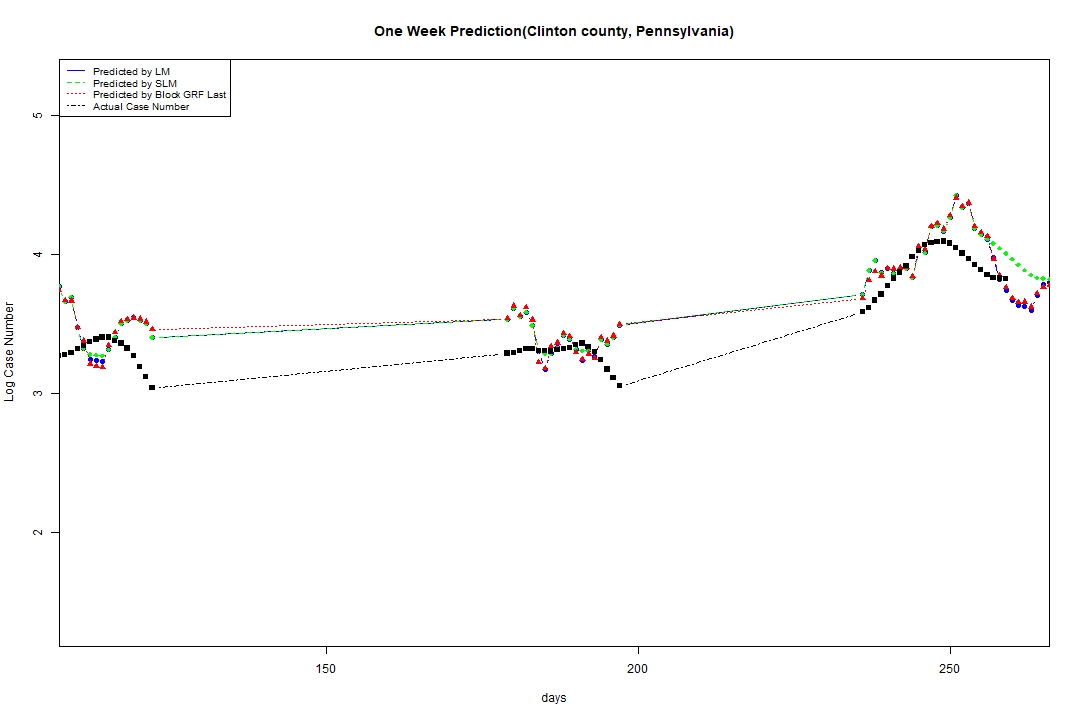 One Week Prediction(Clinton county, Pennsylvania)
Predicted by LM
Predicted by SLM
Predicted by Block GRF Last
Actual Case Number
5
4
3
2
Log Case Number
150
200
250
days